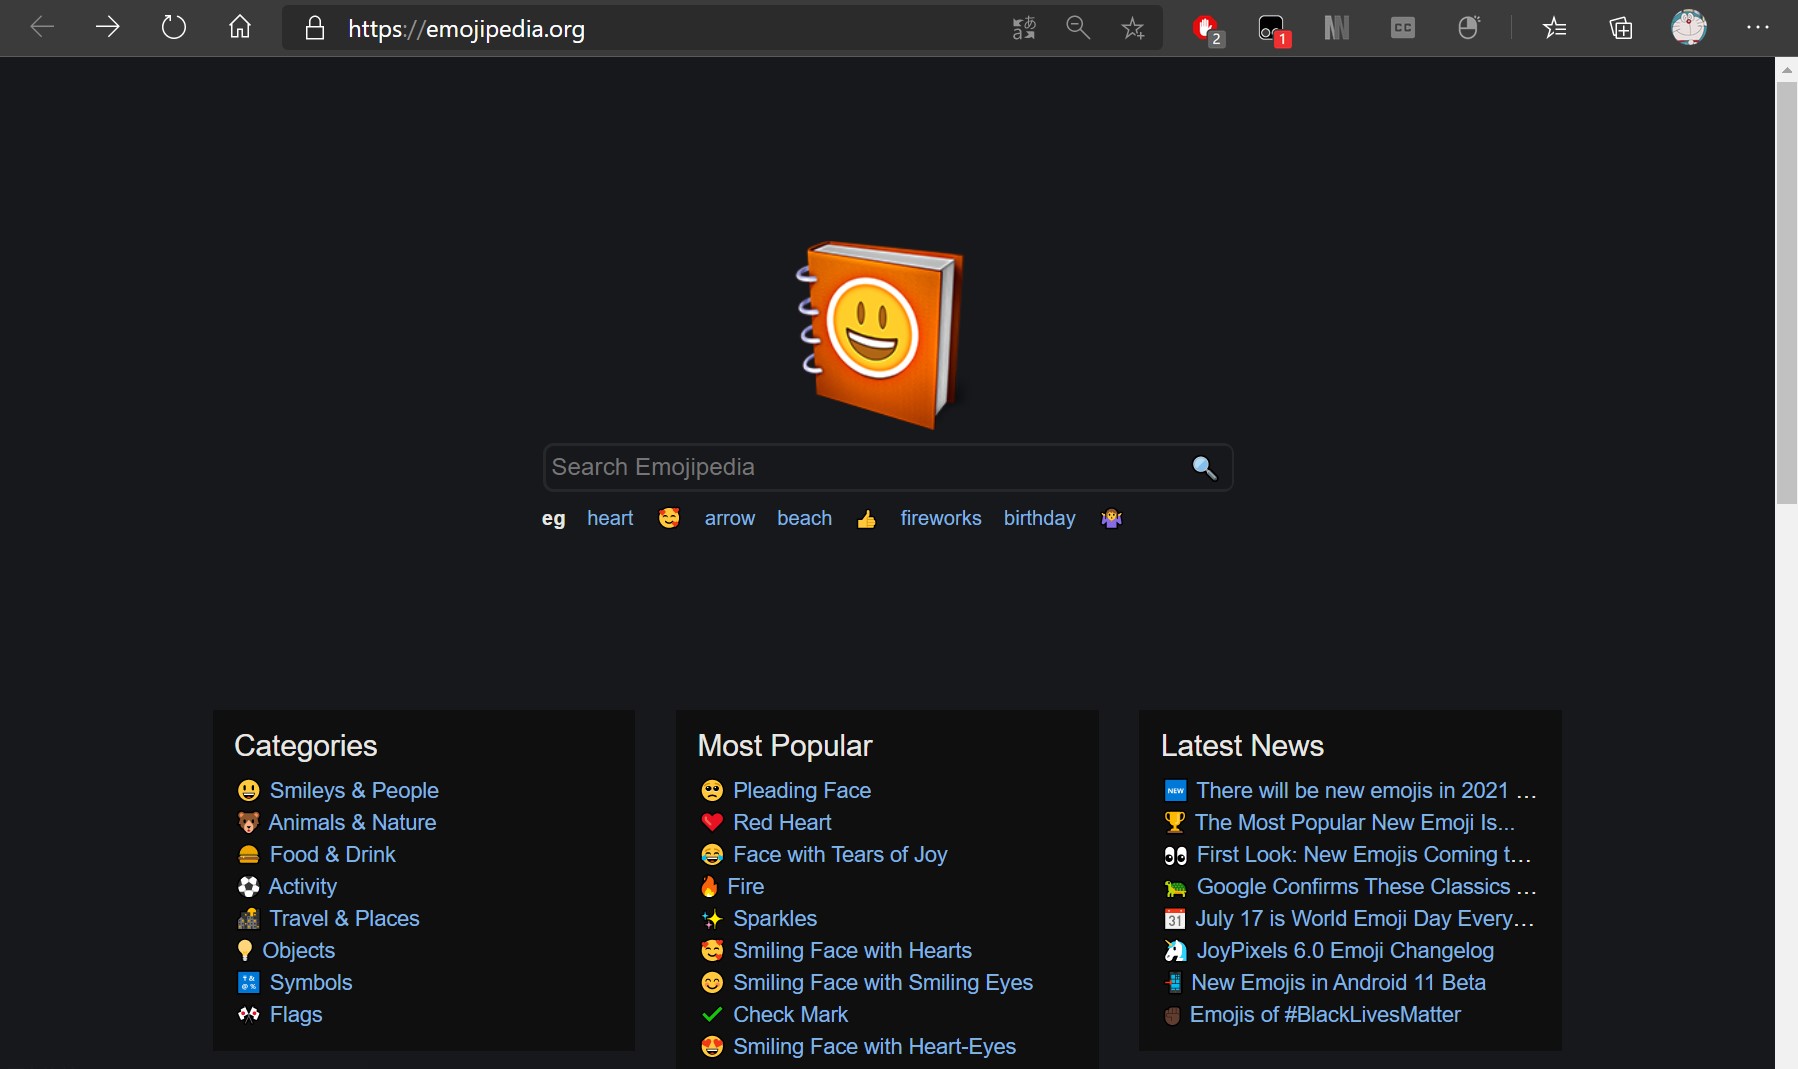 https://emojipedia.org
2
1
CC
Search Emojipedia
eg heart 🥰 arrow beach 👍 fireworks birthday 🤷‍♀️
Categories
😃 Smileys & People
🐻 Animals & Nature
🍔 Food & Drink
⚽ Activity
🌇 Travel & Places
💡 Objects
🔣 Symbols
🎌 Flags
Most Popular
🥺 Pleading Face
❤️ Red Heart
😂 Face with Tears of Joy
🔥 Fire
✨ Sparkles
🥰 Smiling Face with Hearts
😊 Smiling Face with Smiling Eyes
✔️ Check Mark
😍 Smiling Face with Heart-Eyes
Latest News
🆕 There will be new emojis in 2021 …
🏆 The Most Popular New Emoji Is...
👀 First Look: New Emojis Coming t…
🐢 Google Confirms These Classics …
📅 July 17 is World Emoji Day Every…
🦄 JoyPixels 6.0 Emoji Changelog
📲 New Emojis in Android 11 Beta
✊🏿 Emojis of #BlackLivesMatter